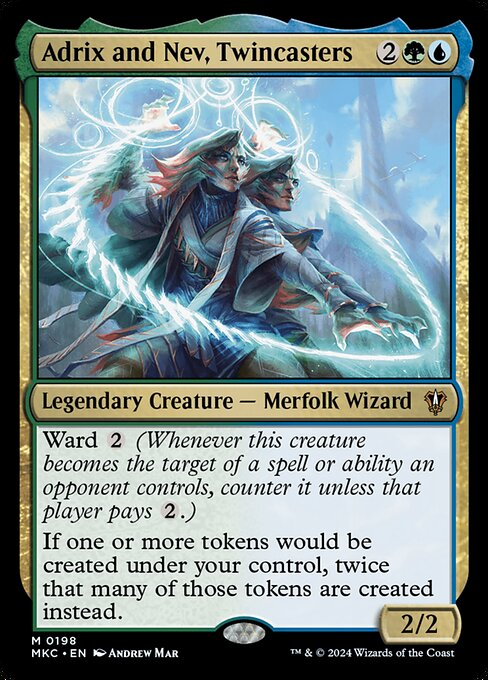 Adrix and Nev, Twincasters 2
Legendary Creature — Merfolk Wizard
Ward 2 (Whenever this creature
becomes the target of a spell or ability an
opponent controls, counter it unless that
player pays 2.)
If one or more tokens would be
created under your control, twice
that many of those tokens are created
instead.
2/2
M 0198
MKC • EN Andrew Mar
™ & © 2024 Wizards of the Coast